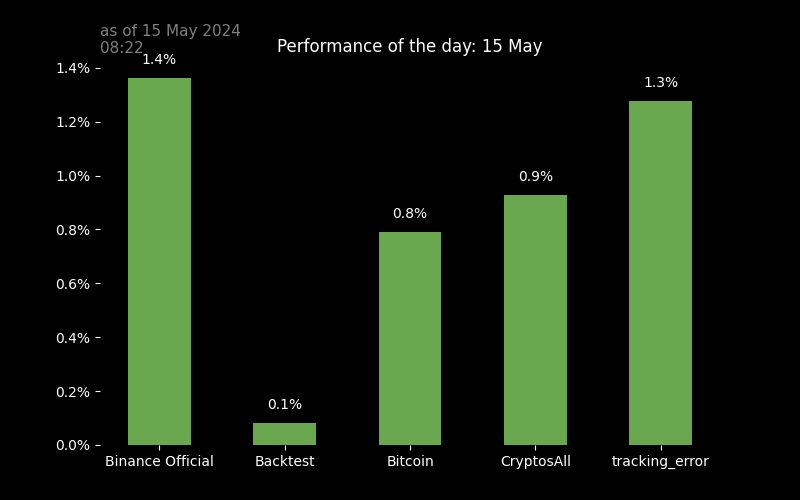 as of 15 May 2024
08:22
Performance of the day: 15 May
1.4%
1.2%
1.0%
0.8%
0.6%
0.4%
0.2%
0.0%
1.4%
0.1%
0.8%
0.9%
1.3%
Binance Official
Backtest
Bitcoin
CryptosAll
tracking_error